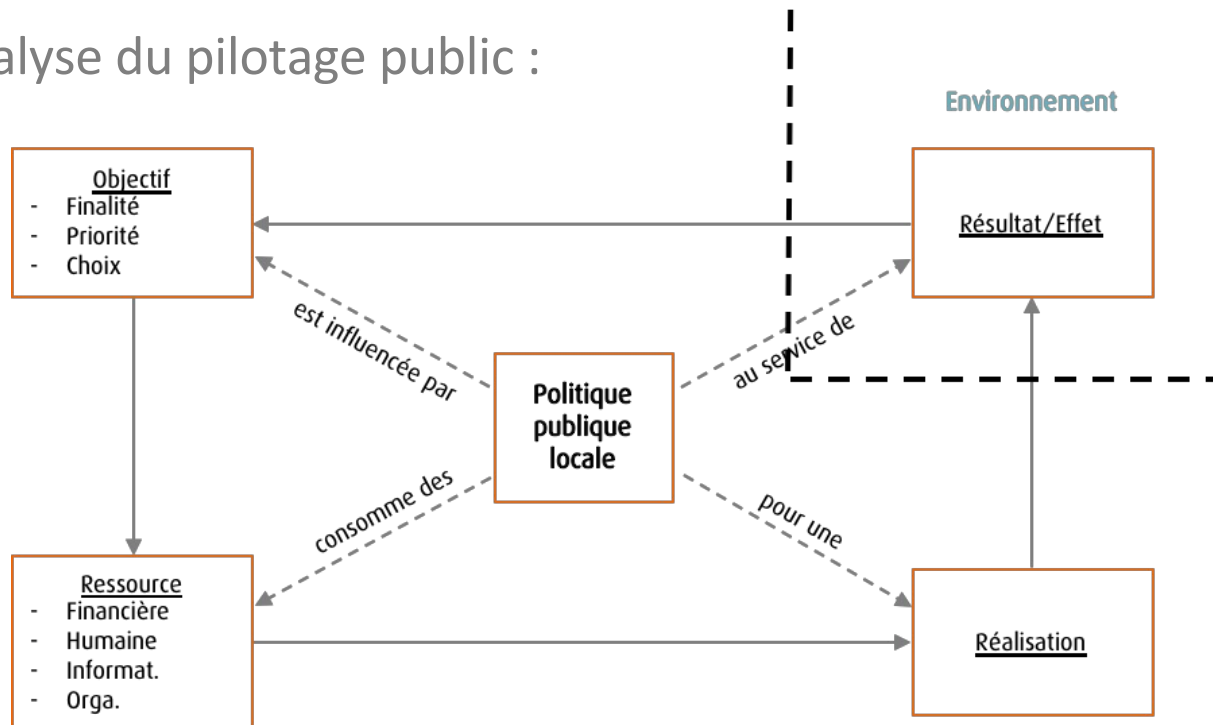 alyse du pilotage public :
Environnement
Objectif
- Finalité
- Priorité
- Choix
Résultat/Effet
est influencée par
au service de
Politique
publique
locale
consomme des
pour une
Ressource
- Financière
- Humaine
- Informat.
- Orga.
Réalisation